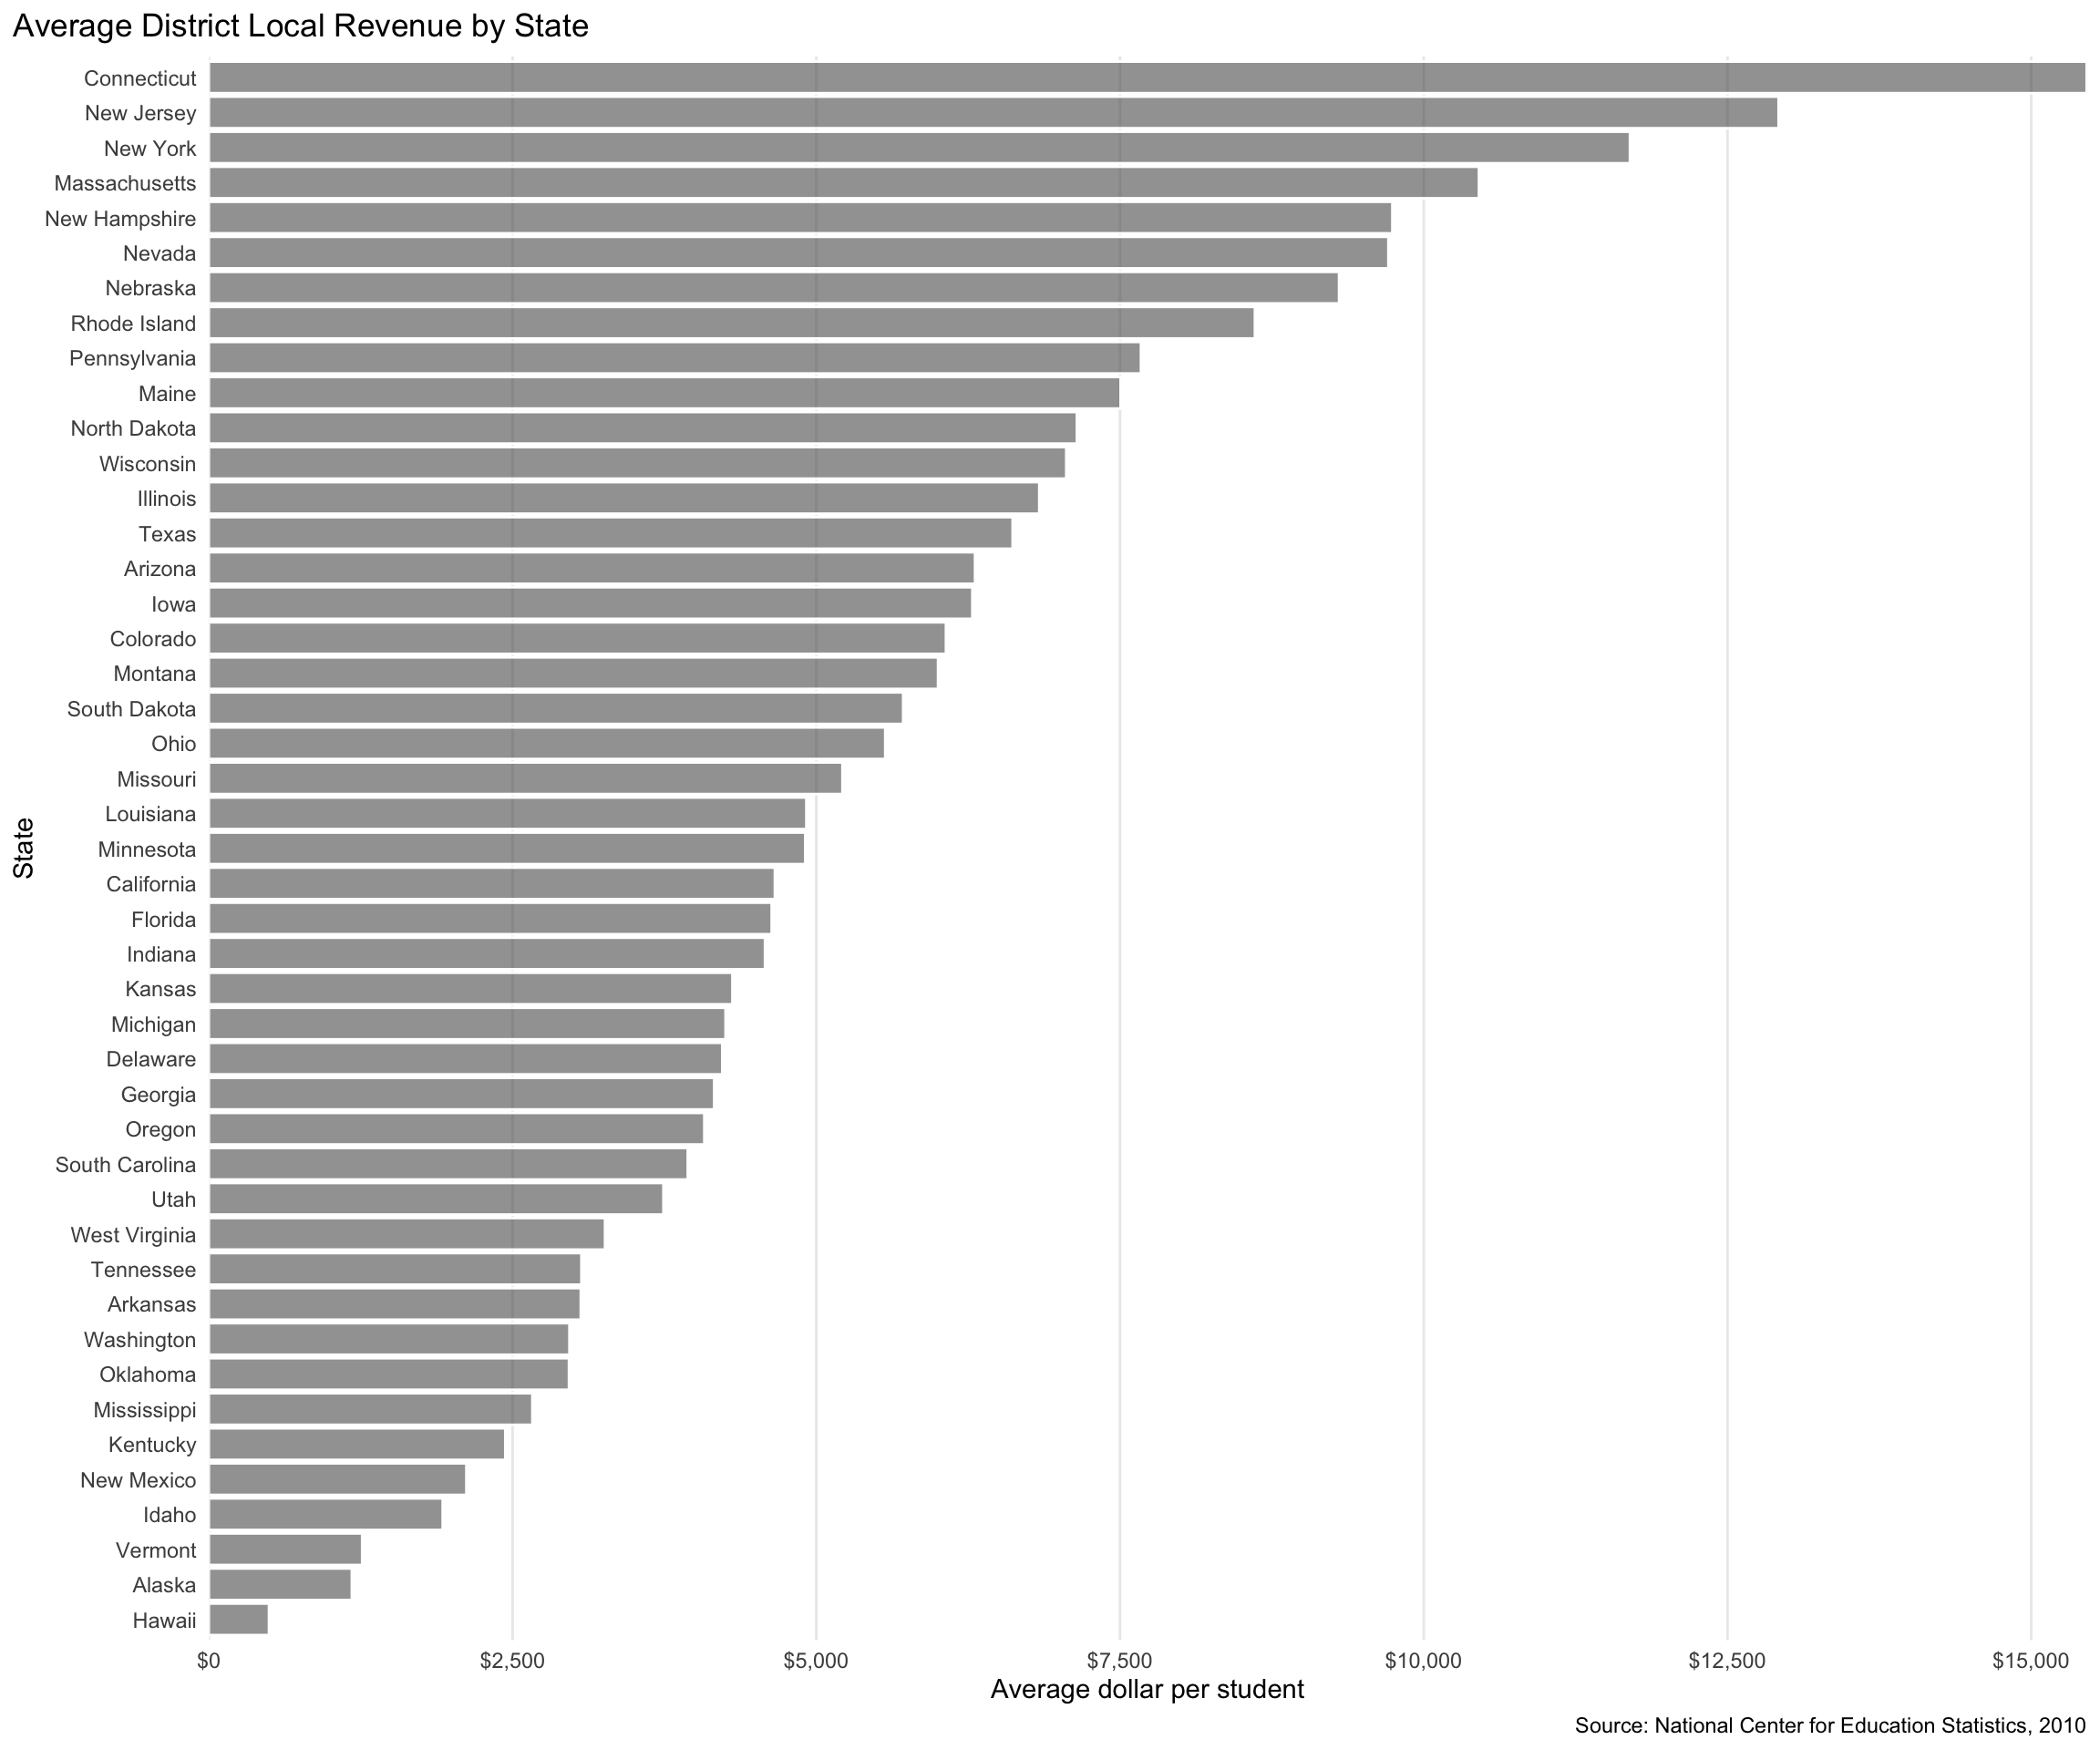 Average District Local Revenue by State
Connecticut
New Jersey
New York
Massachusetts
New Hampshire
Nevada
Nebraska
Rhode Island
Pennsylvania
Maine
North Dakota
Wisconsin
Illinois
Texas
Arizona
Iowa
Colorado
Montana
South Dakota
Ohio
Missouri
Louisiana
Minnesota
California
Florida
Indiana
Kansas
Michigan
Delaware
Georgia
Oregon
South Carolina
Utah
West Virginia
Tennessee
Arkansas
Washington
Oklahoma
Mississippi
Kentucky
New Mexico
Idaho
Vermont
Alaska
Hawaii
State
$0 $2,500 $5,000 $7,500 $10,000 $12,500 $15,000
Average dollar per student
Source: National Center for Education Statistics, 2010